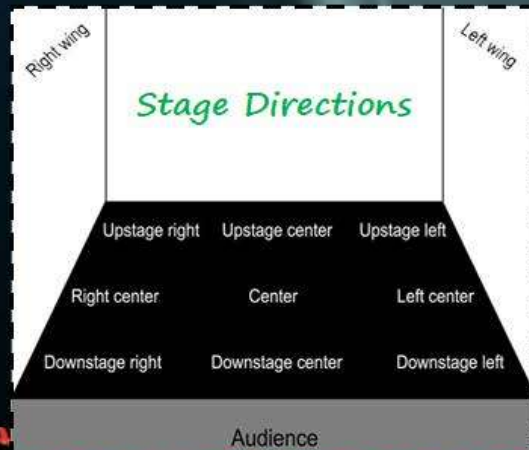 Right wing
Left wing
Stage Directions
Upstage right Upstage center Upstage left
Right center Center Left center
Downstage right Downstage center Downstage left
Audience